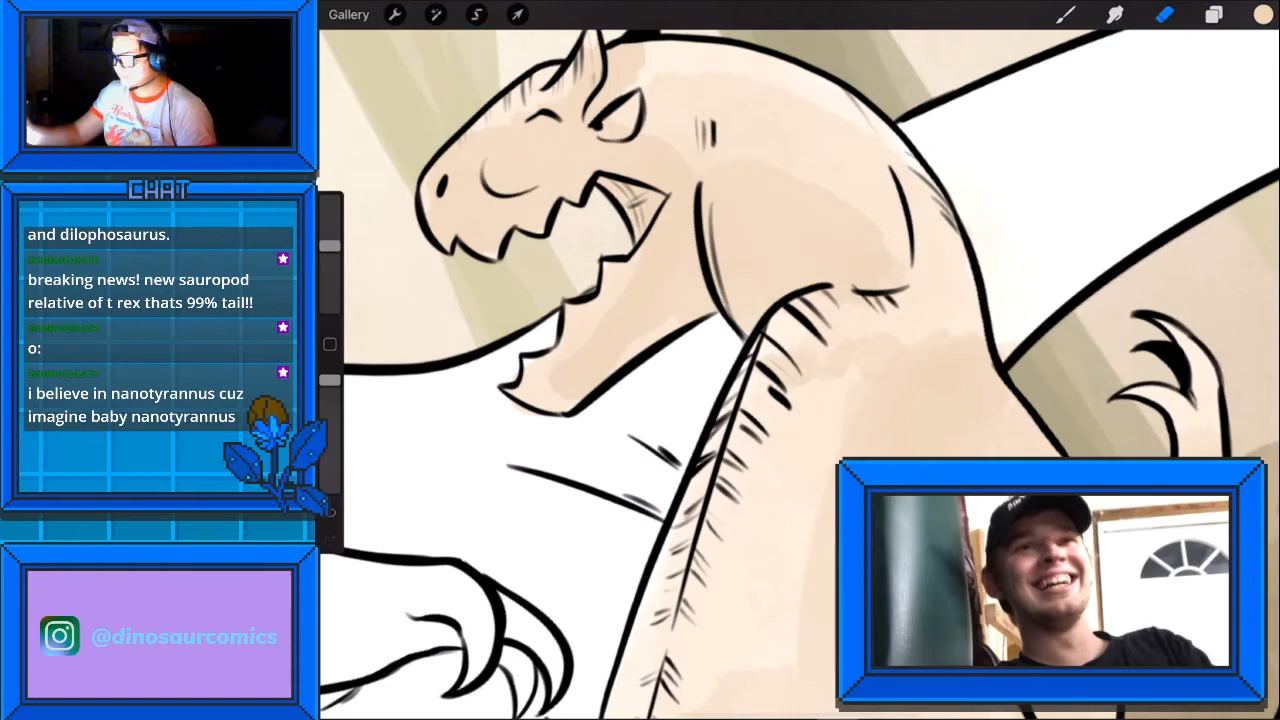 Gallery
CHAT
and dilophosaurus.
breaking news! new sauropod
relative of t rex thats 99% tail!!
o:
i believe in nanotyrannus cuz
imagine baby nanotyrannus
@dinosaurcomics